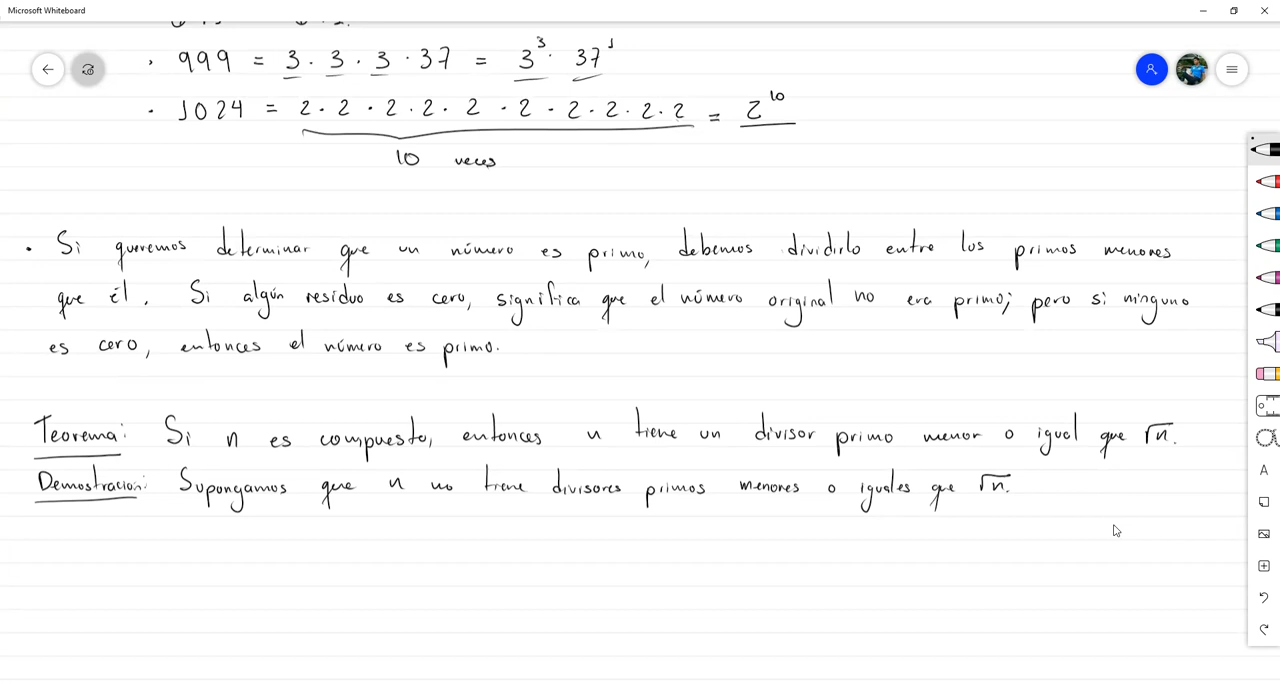 Microsoft Whiteboard
· 999 = 3 · 3 · 3 · 37 = 3³ · 37¹
· 1024 = 2 · 2 · 2 · 2 · 2 · 2 · 2 · 2 · 2 · 2 = 2¹⁰
10 veces
· Si queremos determinar que un número es primo, debemos dividirlo entre los primos menores
que él. Si algún residuo es cero, significa que el número original no era primo; pero si ninguno
es cero, entonces el número es primo.
Teorema: Si n es compuesto, entonces n tiene un divisor primo menor o igual que √n.
Demostración: Supongamos que n no tiene divisores primos menores o iguales que √n.
A